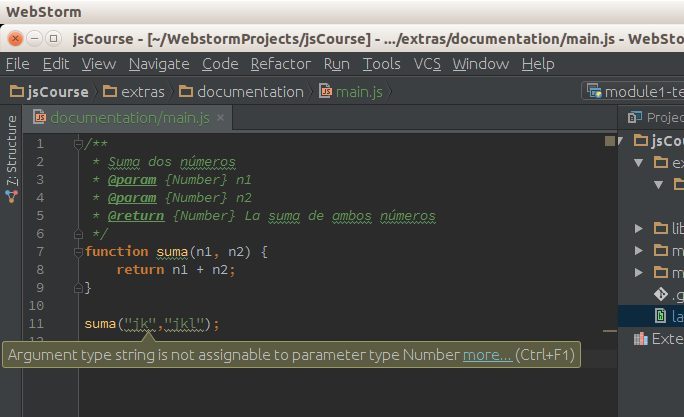 WebStorm
jsCourse - [~/WebstormProjects/jsCourse] - .../extras/documentation/main.js - WebSto
File Edit View Navigate Code Refactor Run Tools VCS Window Help
jsCourse extras documentation main.js module1-te
documentation/main.js
Projec
7: Structure
1 /**
2 * Suma dos números
3 * @param {Number} n1
4 * @param {Number} n2
5 * @return {Number} La suma de ambos números
6 */
7 function suma(n1, n2) {
8 return n1 + n2;
9 }
10
11 suma("jk","jkl");
12
Argument type string is not assignable to parameter type Number more... (Ctrl+F1)
jsCou
ex
lib
m
m
.g
la
Exte